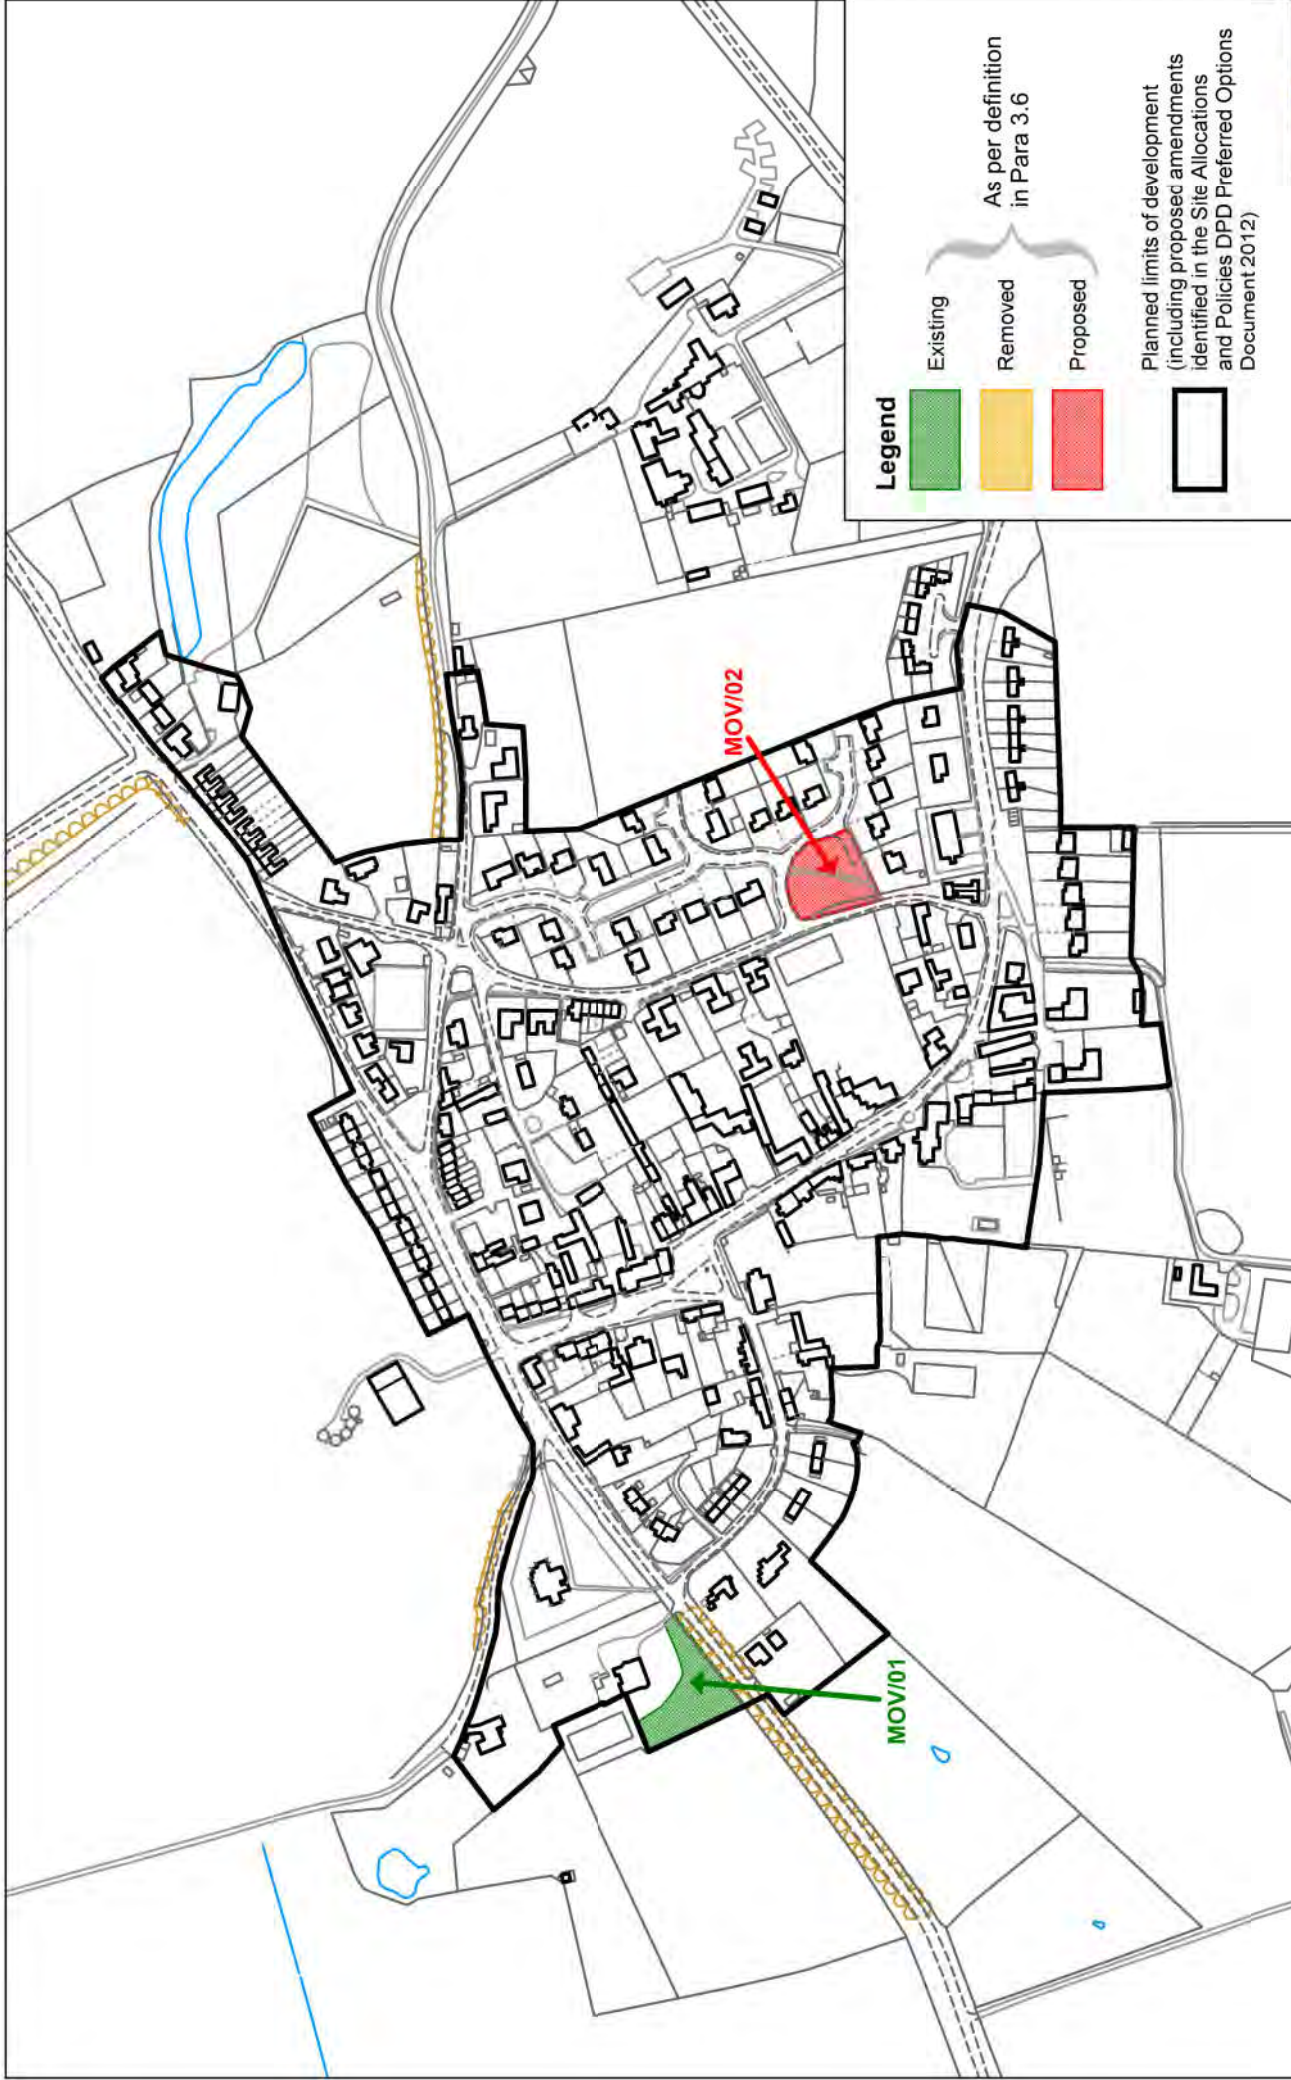 MOV/01
MOV/02
Legend
Existing
Removed
Proposed
As per definition
in Para 3.6
Planned limits of development
(including proposed amendments
identified in the Site Allocations
and Policies DPD Preferred Options
Document 2012)